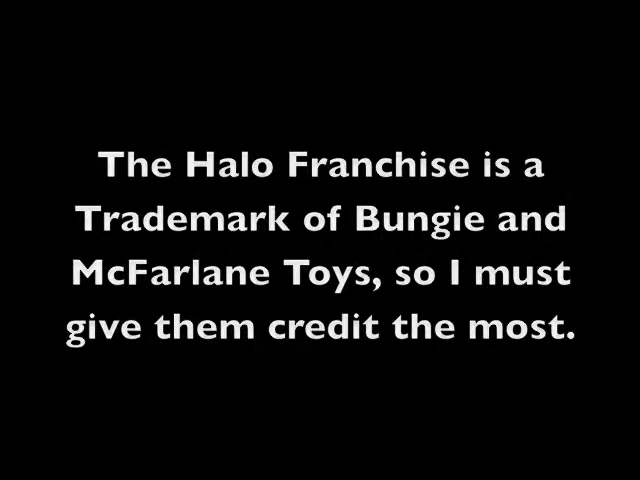 The Halo Franchise is a
Trademark of Bungie and
McFarlane Toys, so I must
give them credit the most.